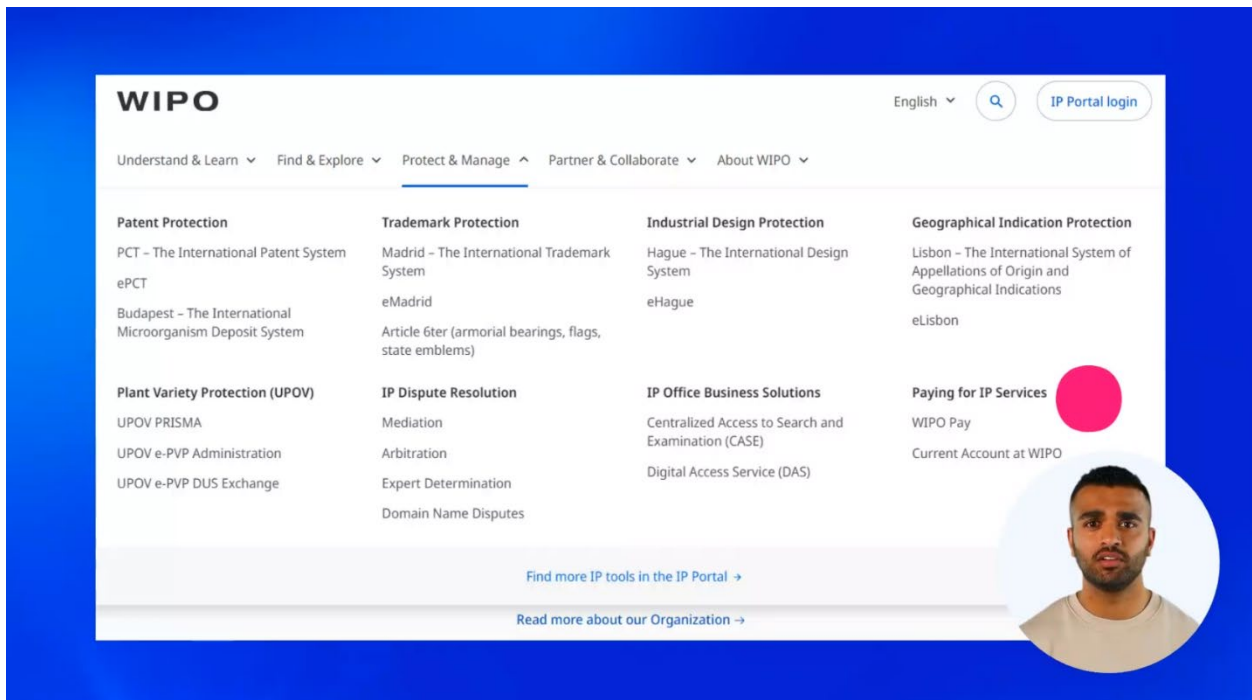 WIPO
English
IP Portal login
Understand & Learn
Find & Explore
Protect & Manage
Partner & Collaborate
About WIPO
Patent Protection
PCT – The International Patent System
ePCT
Budapest – The International
Microorganism Deposit System
Trademark Protection
Madrid – The International Trademark
System
eMadrid
Article 6ter (armorial bearings, flags,
state emblems)
Industrial Design Protection
Hague – The International Design
System
eHague
Geographical Indication Protection
Lisbon – The International System of
Appellations of Origin and
Geographical Indications
eLisbon
Plant Variety Protection (UPOV)
UPOV PRISMA
UPOV e-PVP Administration
UPOV e-PVP DUS Exchange
IP Dispute Resolution
Mediation
Arbitration
Expert Determination
Domain Name Disputes
IP Office Business Solutions
Centralized Access to Search and
Examination (CASE)
Digital Access Service (DAS)
Paying for IP Services
WIPO Pay
Current Account at WIPO
Find more IP tools in the IP Portal →
Read more about our Organization →